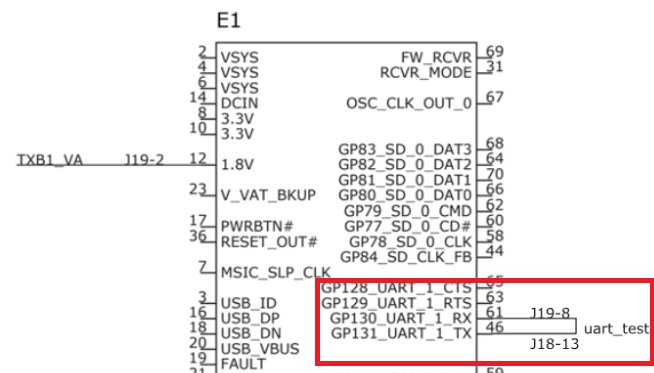 E1
2 VSYS FW_RCVR 69
4 VSYS RCVR_MODE 31
6 VSYS
14 DCIN OSC_CLK_OUT_0 67
8 3.3V
10 3.3V
GP83_SD_0_DAT3 68
TXB1_VA J19-2 12 1.8V GP82_SD_0_DAT2 64
GP81_SD_0_DAT1 70
23 V_VAT_BKUP GP80_SD_0_DAT0 66
GP79_SD_0_CMD 62
17 PWRBTN# GP77_SD_0_CD# 60
36 RESET_OUT# GP78_SD_0_CLK 58
GP84_SD_CLK_FB 44
7 MSIC_SLP_CLK
GP128_UART_1_CTS 65
3 USB_ID GP129_UART_1_RTS 63
16 USB_DP GP130_UART_1_RX 61 J19-8
18 USB_DN GP131_UART_1_TX 46 uart_test
20 USB_VBUS J18-13
19 FAULT
21 59